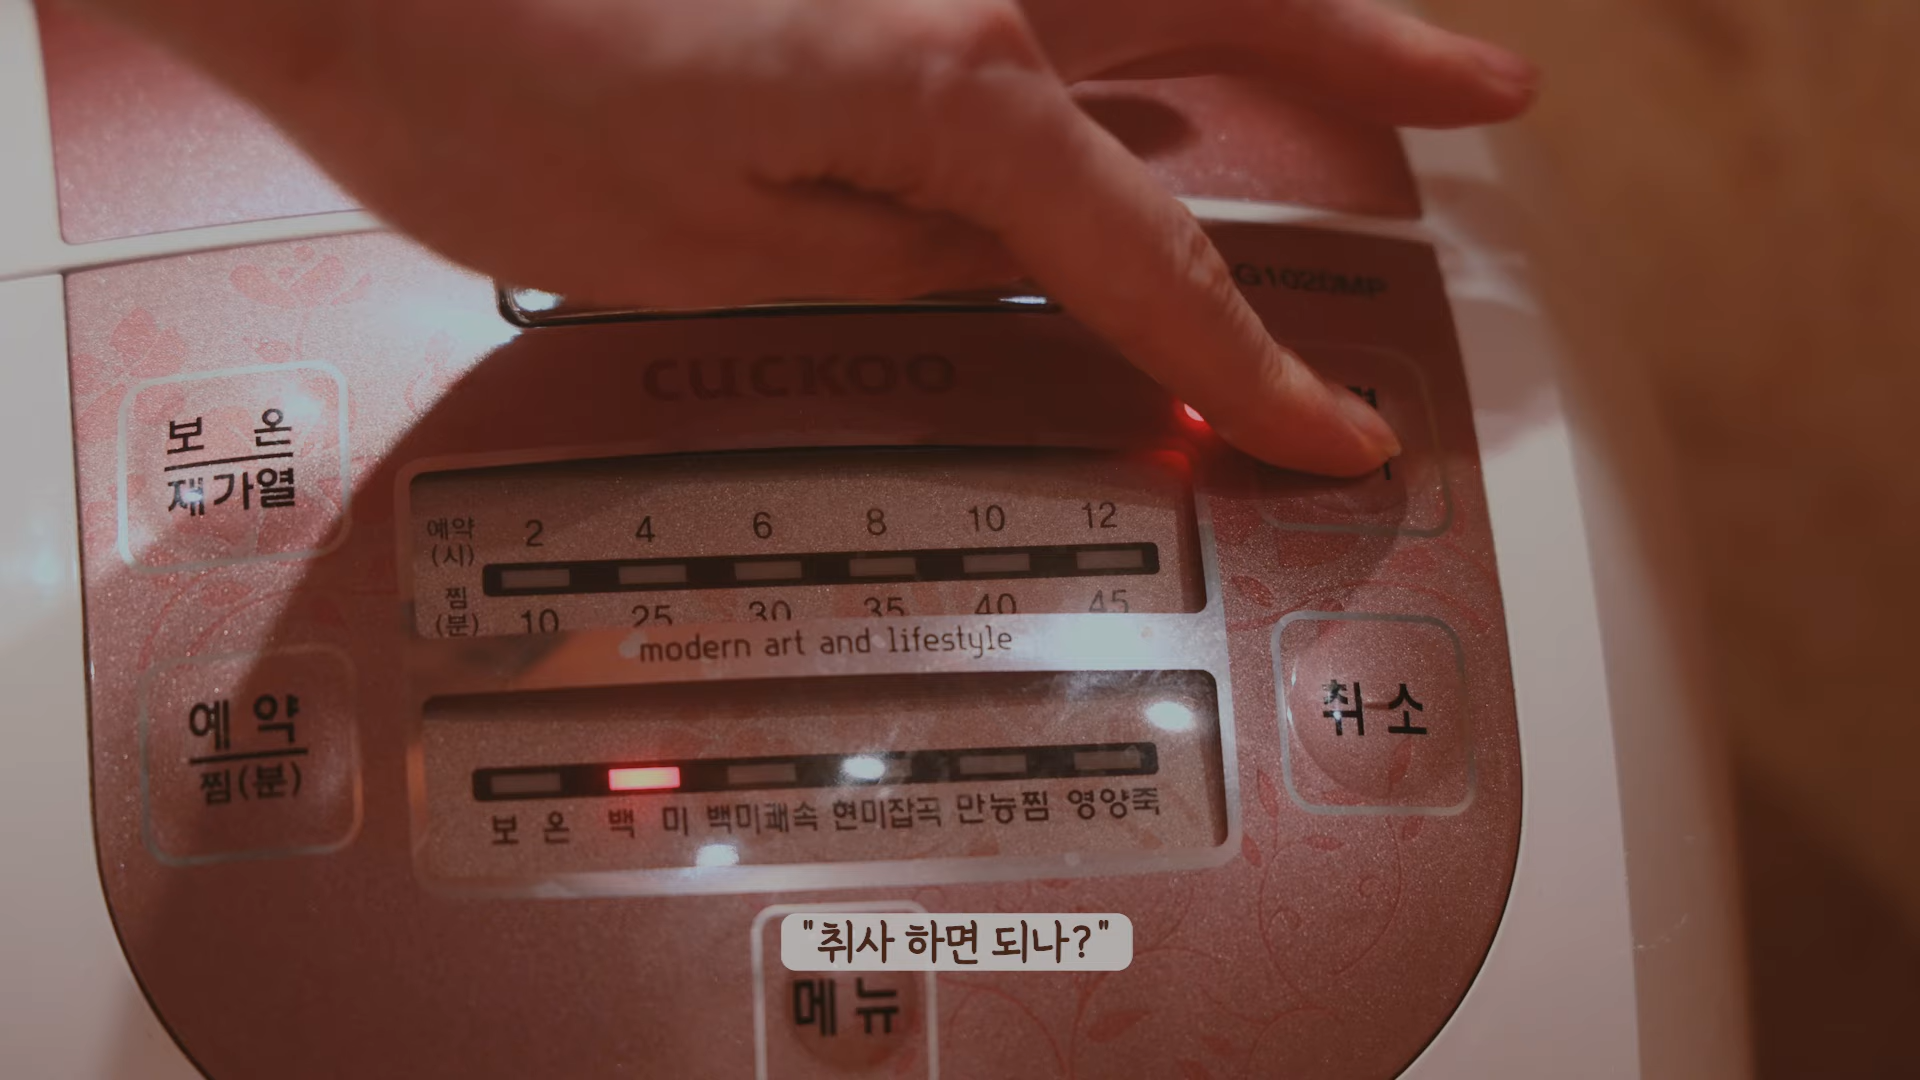 G1020MP
CUCKOO
보 온
재가열
예약
(시)
2 4 6 8 10 12
찜
(분)
10 25 30 35 40 45
modern art and lifestyle
예 약
찜(분)
취 소
보 온 백 미 백미쾌속 현미잡곡 만능찜 영양죽
"취사 하면 되나?"
메 뉴